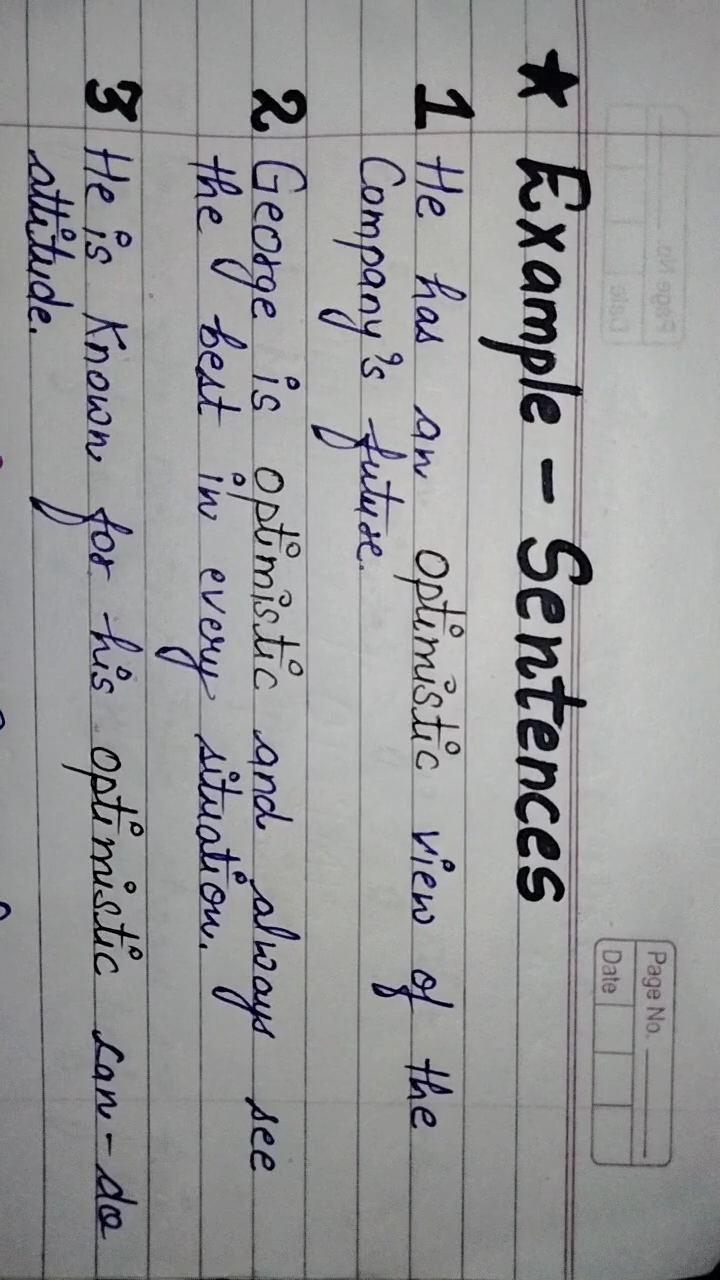 Page No.
Date
★ Example - Sentences
1 He has an optimistic view of the
Company's future.
2 George is optimistic and always see
the best in every situation.
3 He is Known for his optimistic can-do
attitude.